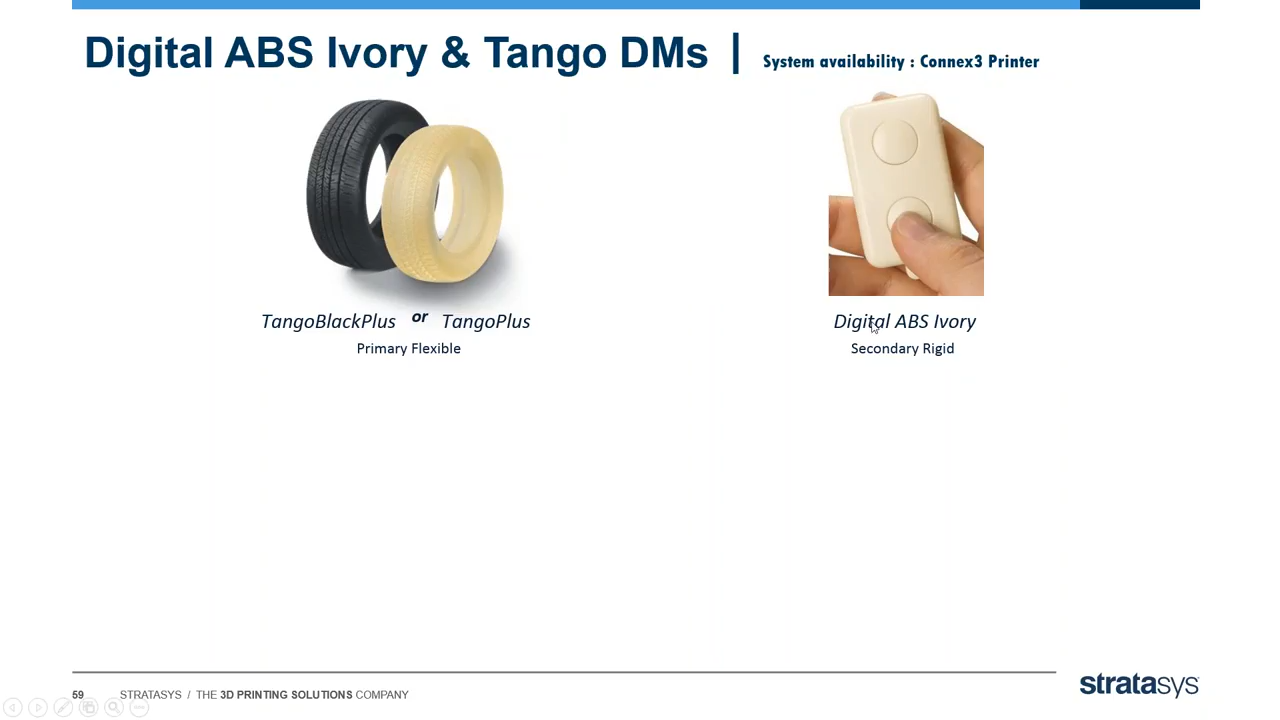 Digital ABS Ivory & Tango DMs | System availability : Connex3 Printer
TangoBlackPlus or TangoPlus
Primary Flexible
Digital ABS Ivory
Secondary Rigid
59 STRATASYS / THE 3D PRINTING SOLUTIONS COMPANY
stratasys